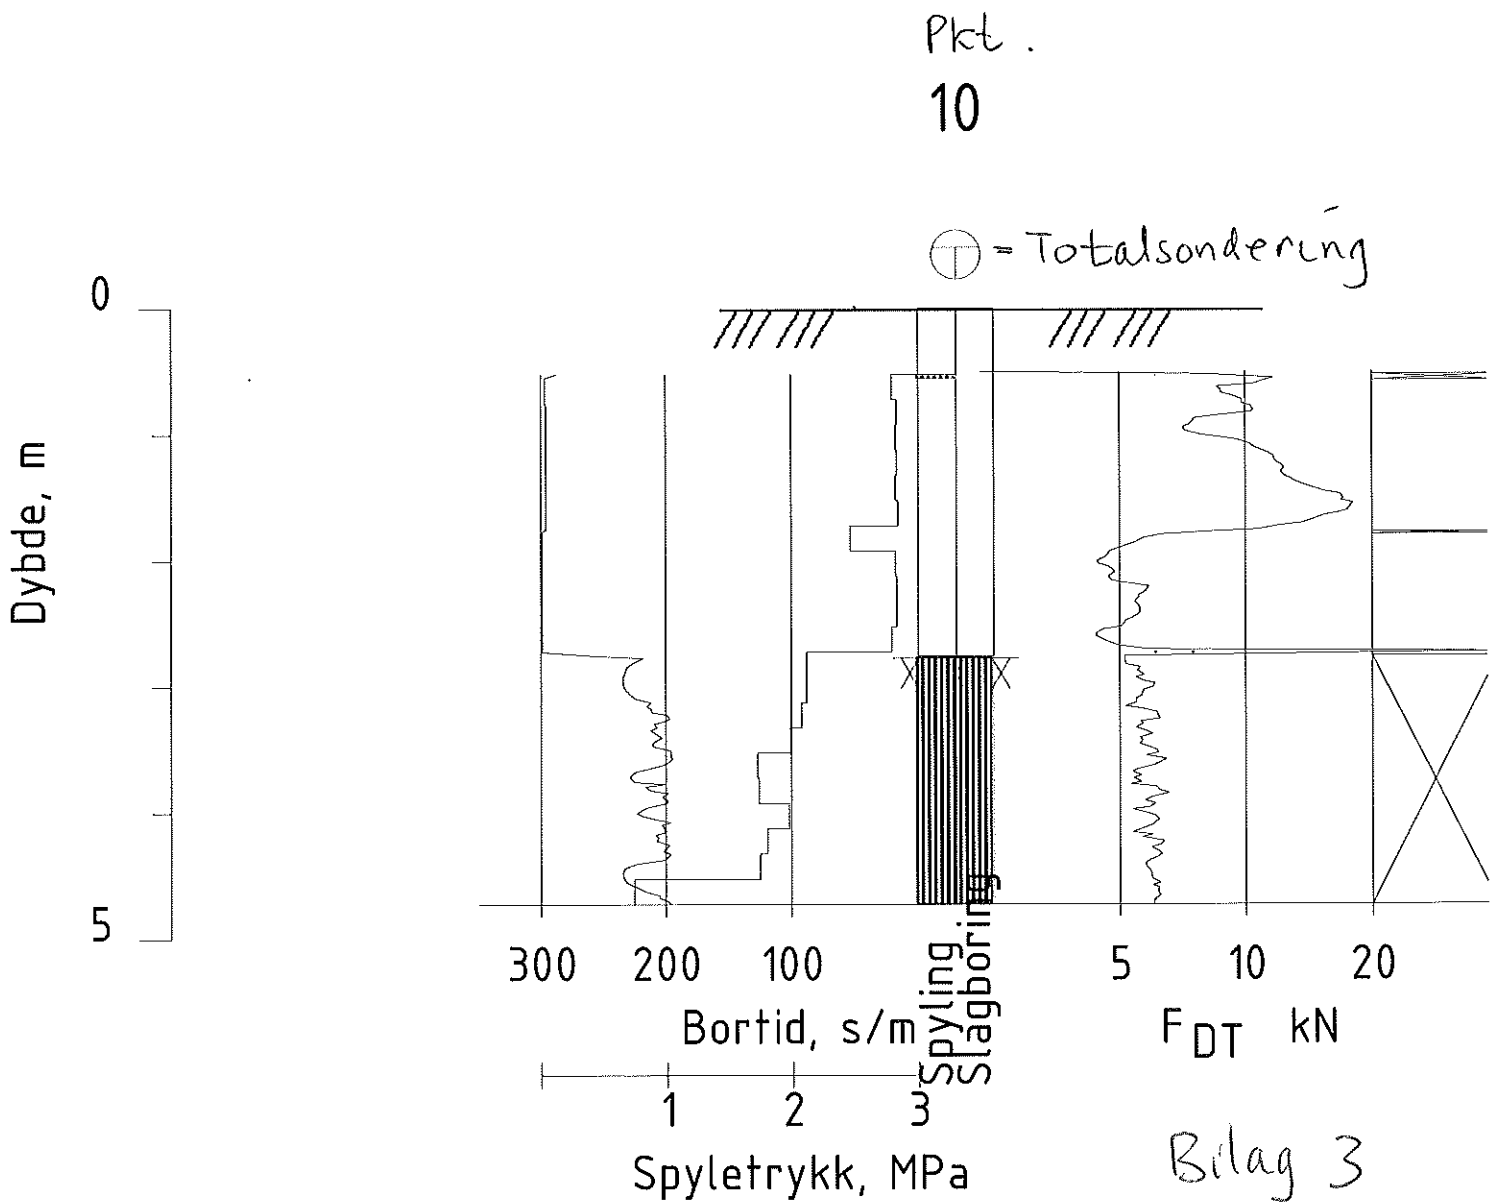 Pkt.
10
= Totalsondering
0
Dybde, m
5
300 200 100
5 10 20
Bortid, s/m
Spyling
Slagboring
F DT kN
1 2 3
Spyletrykk, MPa
Bilag 3